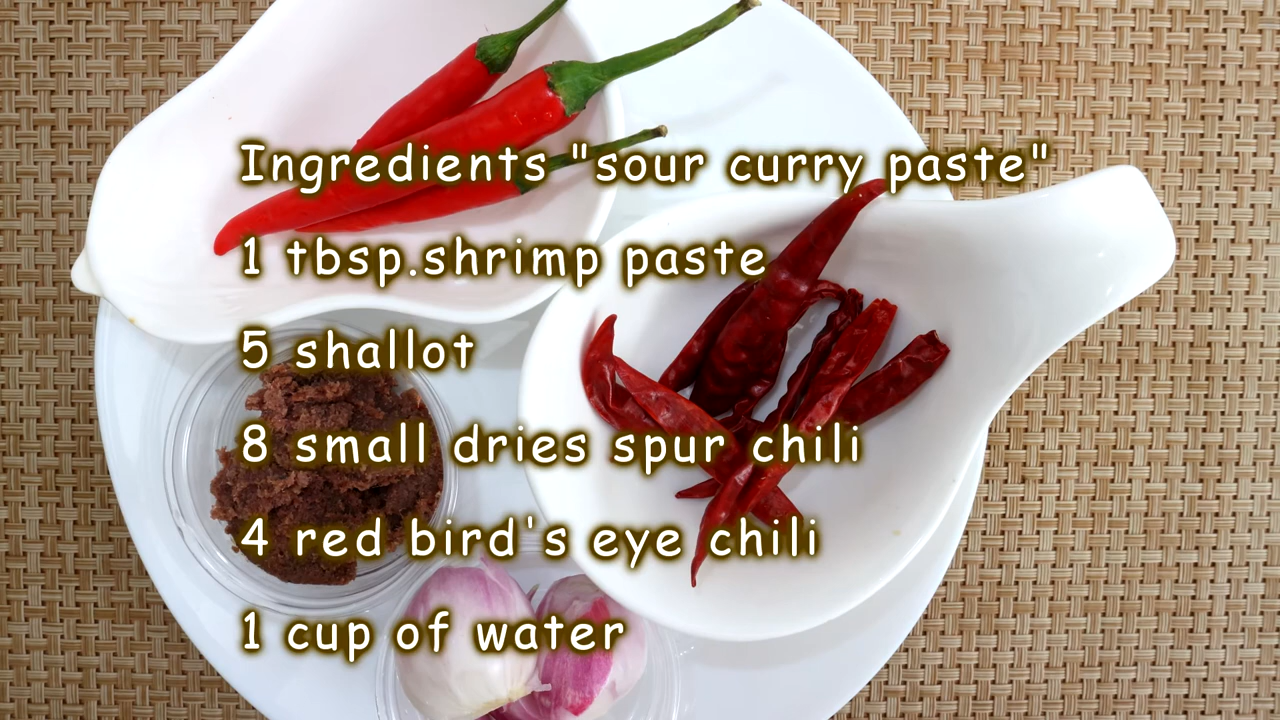 Ingredients "sour curry paste"
1 tbsp.shrimp paste
5 shallot
8 small dries spur chili
4 red bird's eye chili
1 cup of water